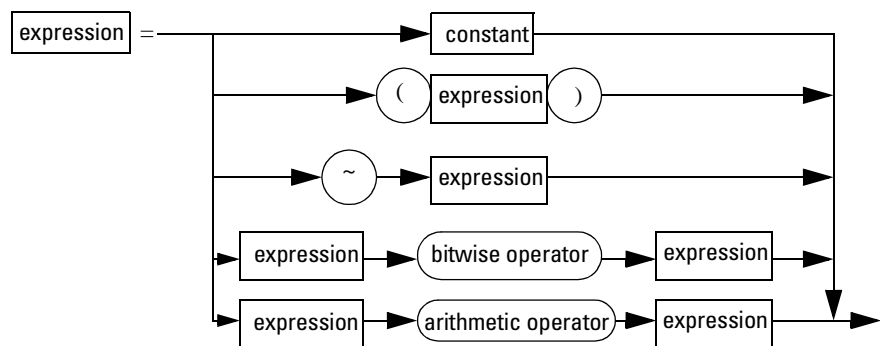 expression = constant
( expression )
~ expression
expression bitwise operator expression
expression arithmetic operator expression